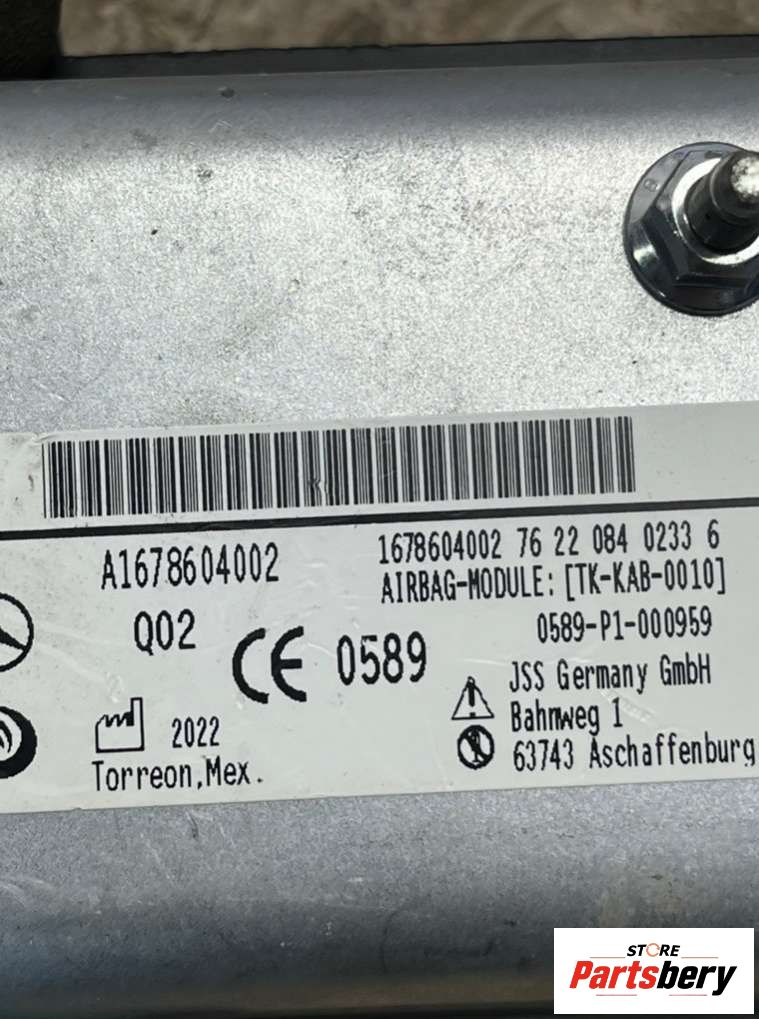 A1678604002
Q02
CE 0589
2022
Torreon,Mex.
1678604002 76 22 084 0233 6
AIRBAG-MODULE: [TK-KAB-0010]
0589-P1-000959
JSS Germany GmbH
Bahnweg 1
63743 Aschaffenburg
STORE
Partsbery